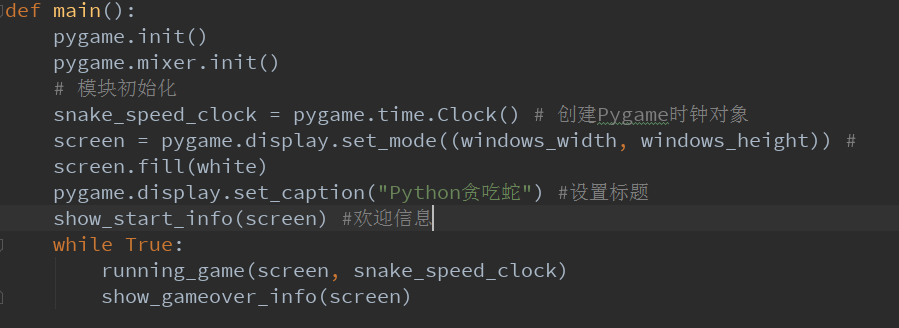 def main():
    pygame.init()
    pygame.mixer.init()
    # 模块初始化
    snake_speed_clock = pygame.time.Clock() # 创建Pygame时钟对象
    screen = pygame.display.set_mode((windows_width, windows_height)) #
    screen.fill(white)
    pygame.display.set_caption("Python贪吃蛇") #设置标题
    show_start_info(screen) #欢迎信息
    while True:
        running_game(screen, snake_speed_clock)
        show_gameover_info(screen)